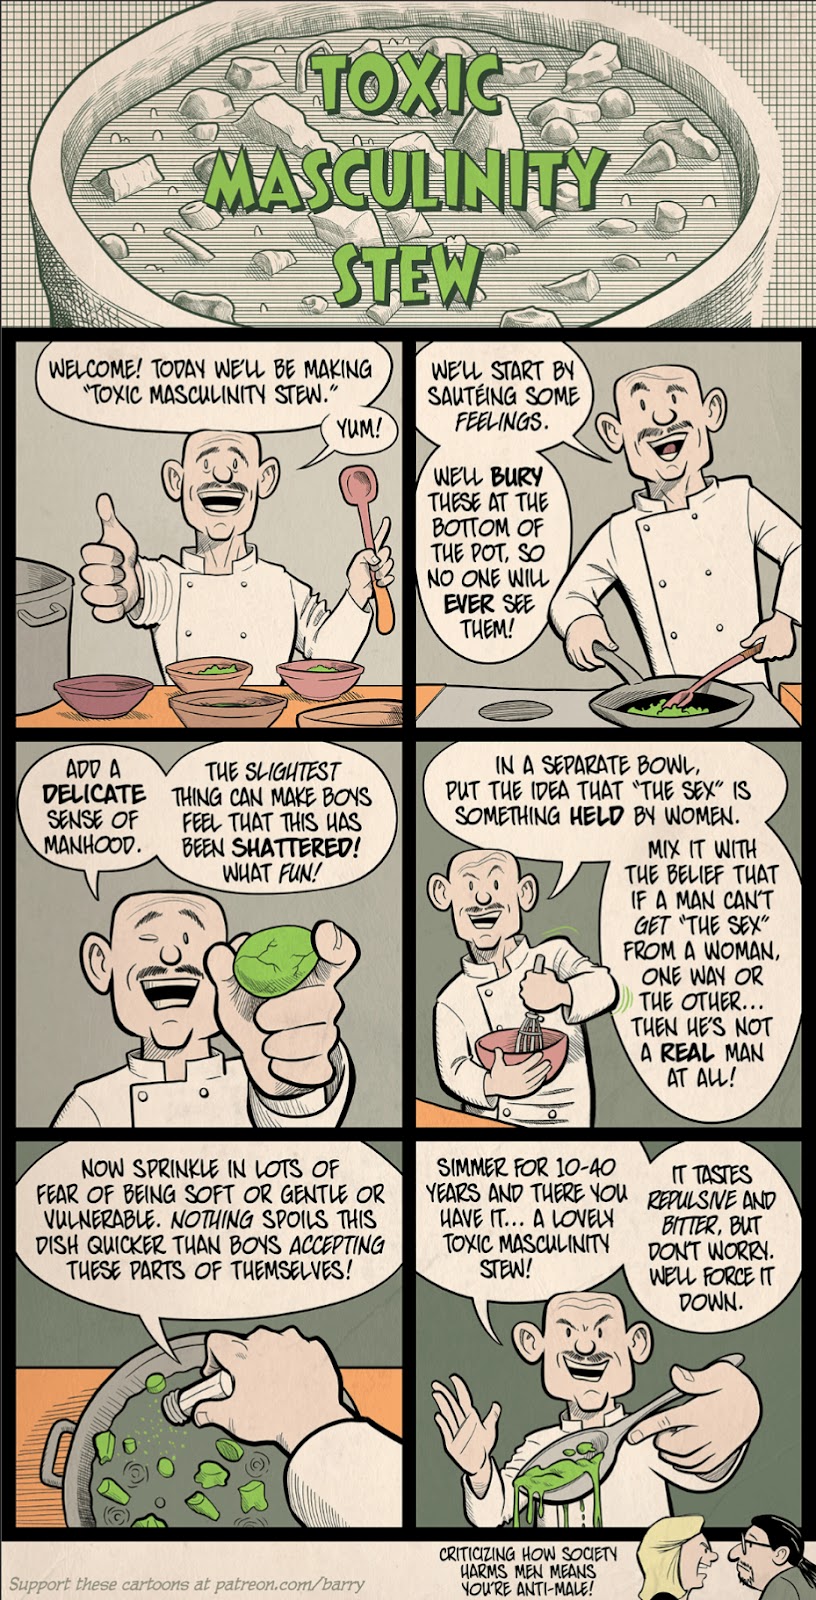 TOXIC
MASCULINITY
STEW
WELCOME! TODAY WE'LL BE MAKING
"TOXIC MASCULINITY STEW."
YUM!
WE'LL START BY
SAUTÉING SOME
FEELINGS.
WE'LL BURY
THESE AT THE
BOTTOM OF
THE POT, SO
NO ONE WILL
EVER SEE
THEM!
ADD A
DELICATE
SENSE OF
MANHOOD.
THE SLIGHTEST
THING CAN MAKE BOYS
FEEL THAT THIS HAS
BEEN SHATTERED!
WHAT FUN!
IN A SEPARATE BOWL,
PUT THE IDEA THAT "THE SEX" IS
SOMETHING HELD BY WOMEN.
MIX IT WITH
THE BELIEF THAT
IF A MAN CAN'T
GET "THE SEX"
FROM A WOMAN,
ONE WAY OR
THE OTHER...
THEN HE'S NOT
A REAL MAN
AT ALL!
NOW SPRINKLE IN LOTS OF
FEAR OF BEING SOFT OR GENTLE OR
VULNERABLE. NOTHING SPOILS THIS
DISH QUICKER THAN BOYS ACCEPTING
THESE PARTS OF THEMSELVES!
SIMMER FOR 10-40
YEARS AND THERE YOU
HAVE IT... A LOVELY
TOXIC MASCULINITY
STEW!
IT TASTES
REPULSIVE AND
BITTER, BUT
DON'T WORRY.
WE'LL FORCE IT
DOWN.
CRITICIZING HOW SOCIETY
HARMS MEN MEANS
YOU'RE ANTI-MALE!
Support these cartoons at patreon.com/barry